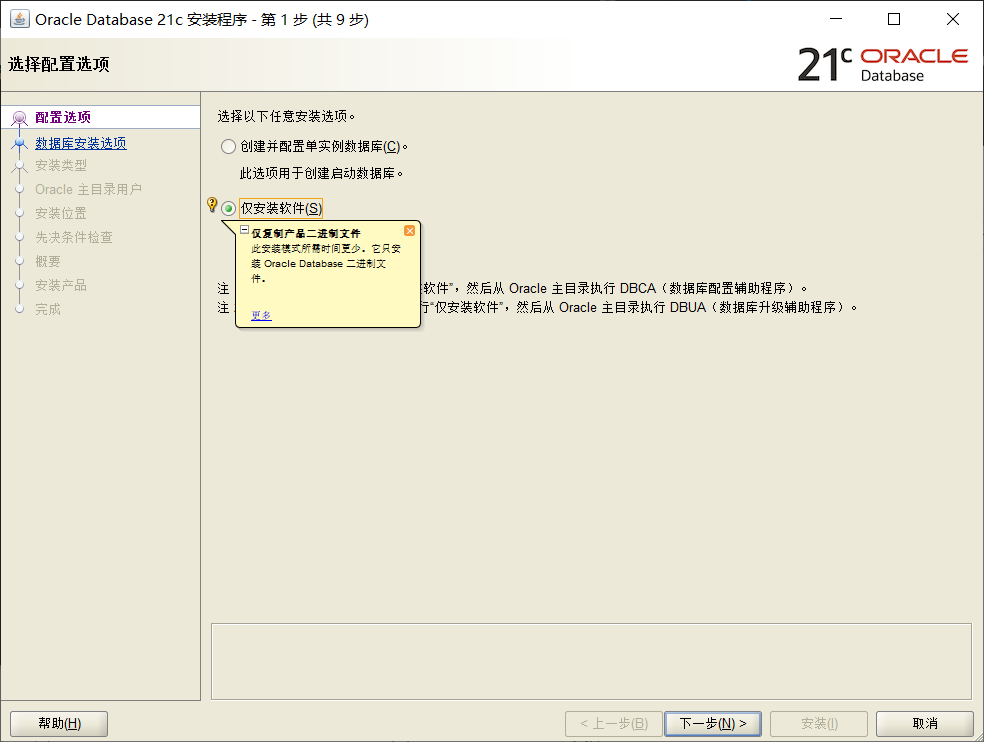 Oracle Database 21c 安装程序 - 第 1 步 (共 9 步)
选择配置选项
21c ORACLE
Database
配置选项
数据库安装选项
安装类型
Oracle 主目录用户
安装位置
先决条件检查
概要
安装产品
完成
选择以下任意安装选项。
创建并配置单实例数据库(C)。
此选项用于创建启动数据库。
仅安装软件(S)
仅复制产品二进制文件
此安装模式所需时间更少。它只安
装 Oracle Database 二进制文
件。
更多
注
软件”，然后从 Oracle 主目录执行 DBCA（数据库配置辅助程序）。
注
行“仅安装软件”，然后从 Oracle 主目录执行 DBUA（数据库升级辅助程序）。
帮助(H)
< 上一步(B)
下一步(N) >
安装(I)
取消